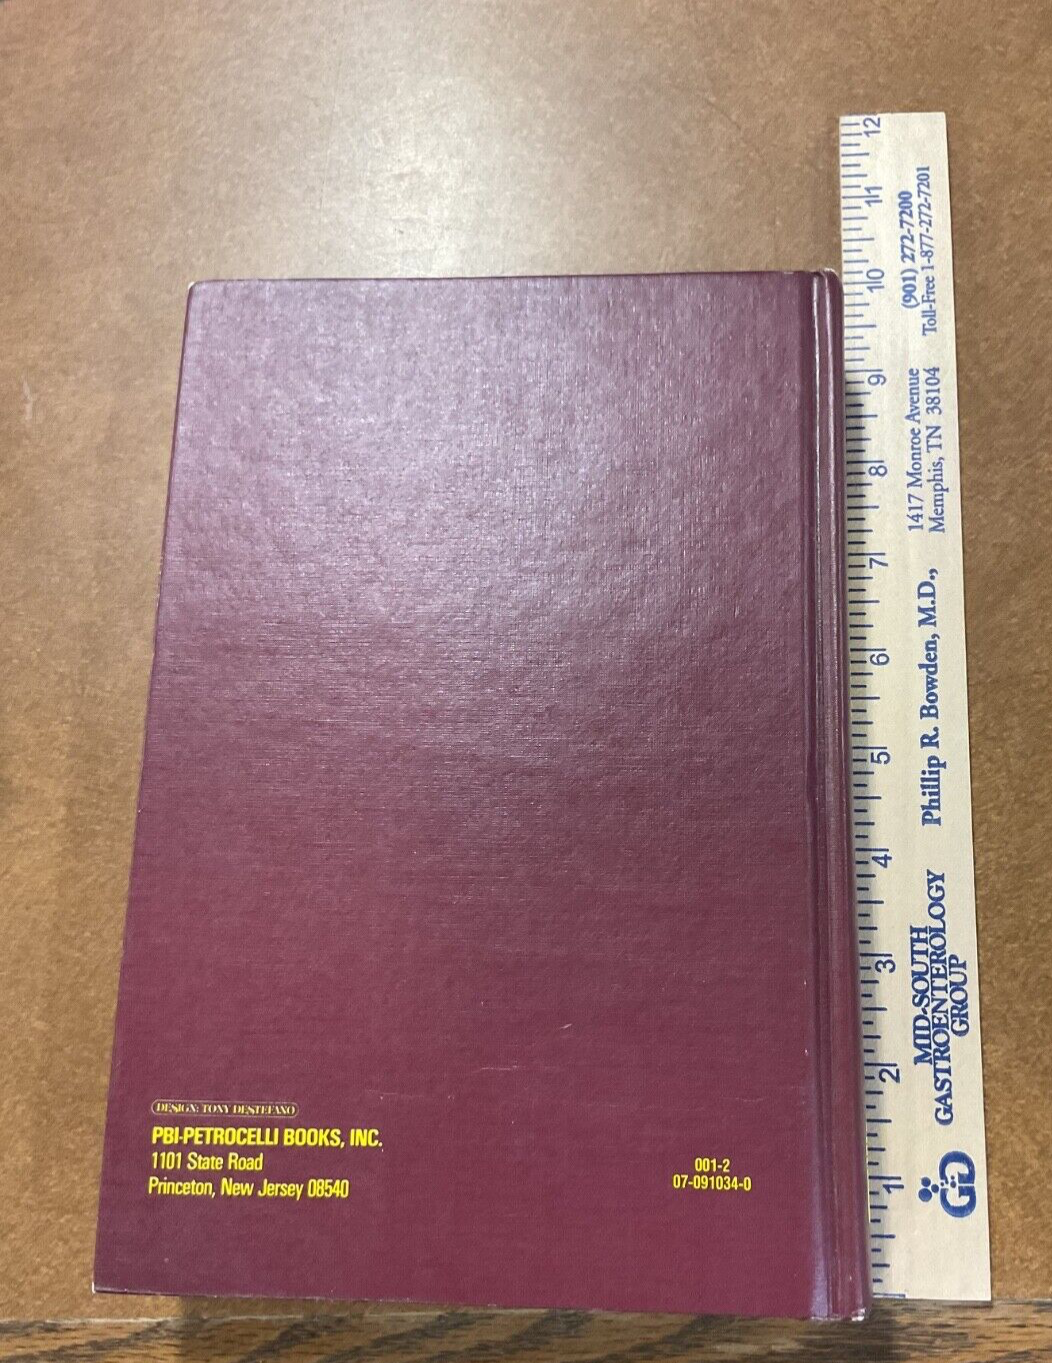 DESIGN: TONY DESTEFANO
PBI-PETROCELLI BOOKS, INC.
1101 State Road
Princeton, New Jersey 08540
001-2
07-091034-0
12
11
10
9
8
7
6
5
4
3
2
1
(901) 272-7200
Toll-Free 1-877-272-7201
1417 Monroe Avenue
Memphis, TN 38104
Phillip R. Bowden, M.D.,
MID-SOUTH
GASTROENTEROLOGY
GROUP
GG